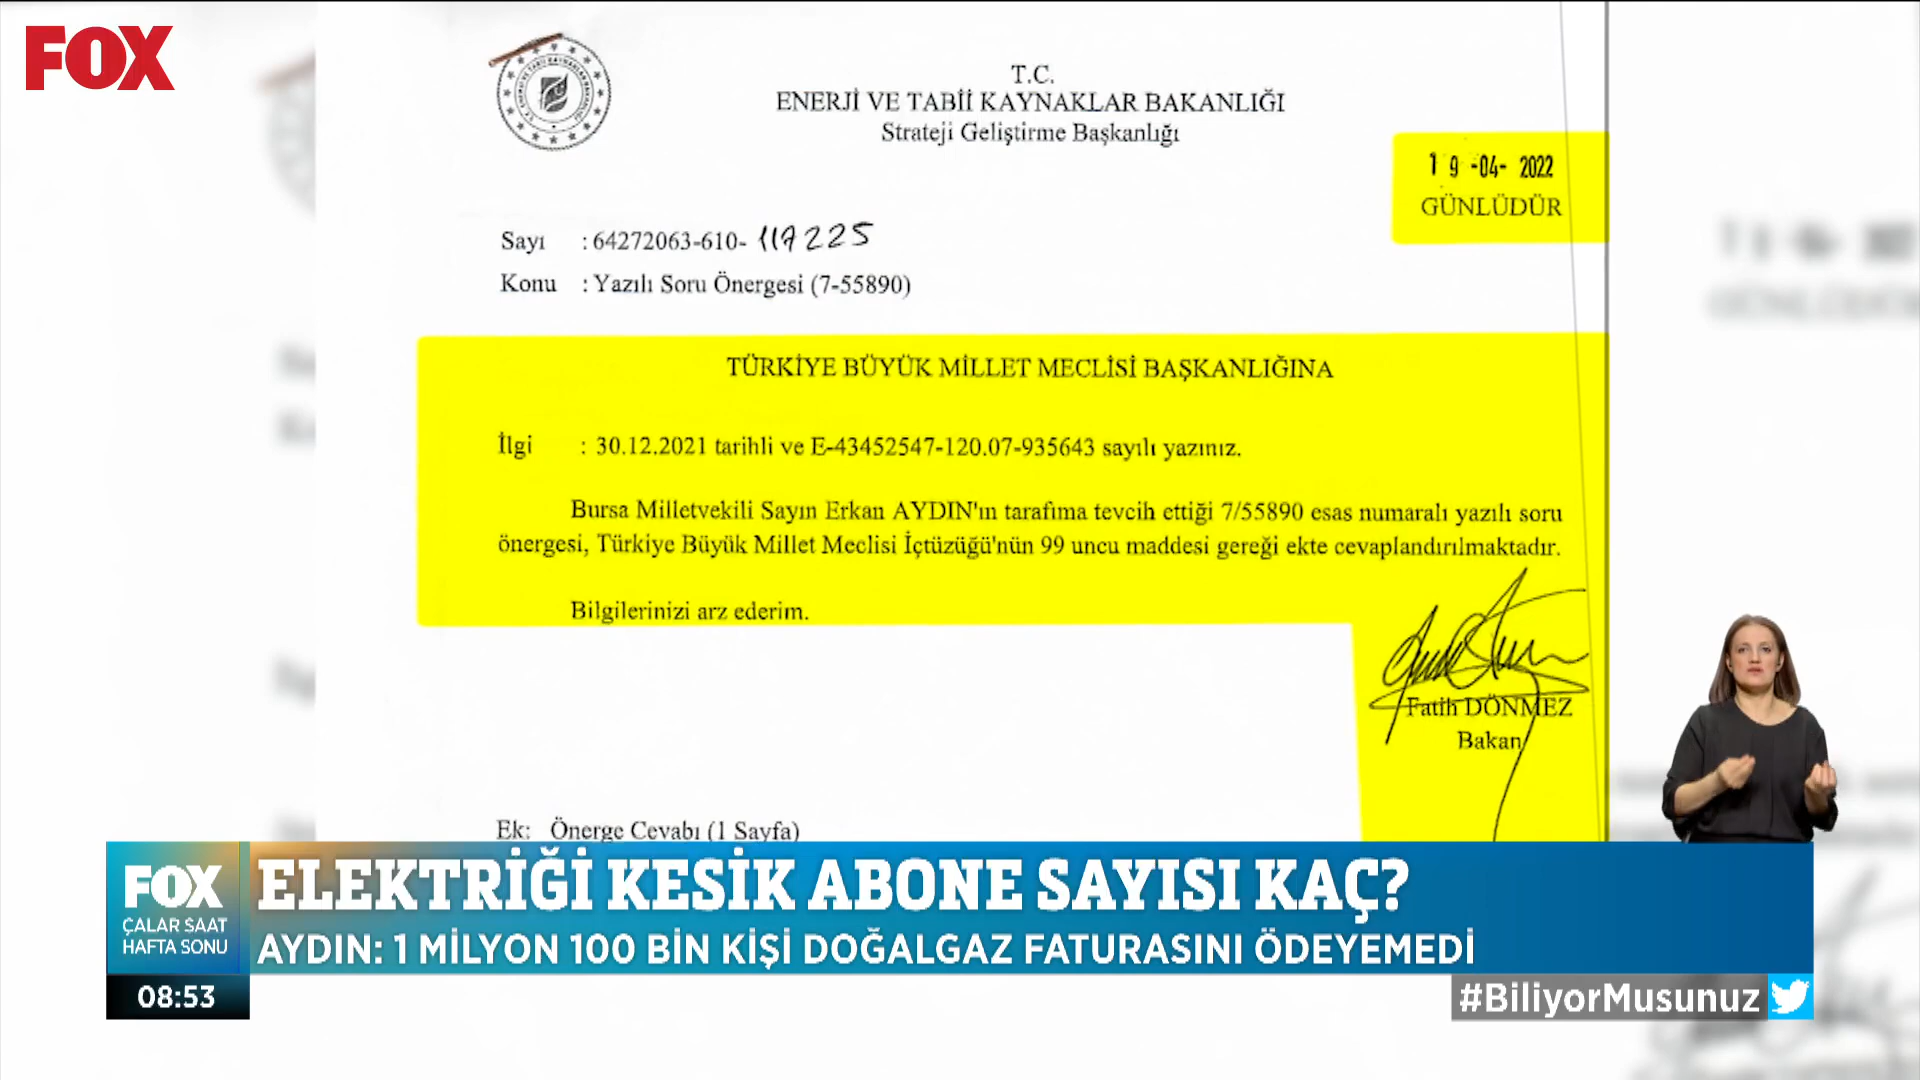 FOX
T.C.
ENERJİ VE TABİİ KAYNAKLAR BAKANLIĞI
Strateji Geliştirme Başkanlığı
19 -04- 2022
GÜNLÜDÜR
Sayı : 64272063-610- 117225
Konu : Yazılı Soru Önergesi (7-55890)
TÜRKİYE BÜYÜK MİLLET MECLİSİ BAŞKANLIĞINA
İlgi : 30.12.2021 tarihli ve E-43452547-120.07-935643 sayılı yazınız.
Bursa Milletvekili Sayın Erkan AYDIN'ın tarafıma tevcih ettiği 7/55890 esas numaralı yazılı soru
önergesi, Türkiye Büyük Millet Meclisi İçtüzüğü'nün 99 uncu maddesi gereği ekte cevaplandırılmaktadır.
Bilgilerinizi arz ederim.
Fatih DÖNMEZ
Bakan
Ek: Önerge Cevabı (1 Sayfa)
FOX
ÇALAR SAAT
HAFTA SONU
ELEKTRİĞİ KESİK ABONE SAYISI KAÇ?
AYDIN: 1 MİLYON 100 BİN KİŞİ DOĞALGAZ FATURASINI ÖDEYEMEDİ
08:53
#BiliyorMusunuz